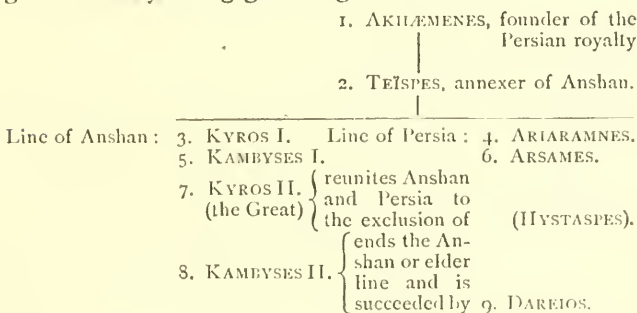 1. AKHÆMENES, founder of the
Persian royalty
2. TEÏSPES, annexer of Anshan.
Line of Anshan : 3. KYROS I. Line of Persia : 4. ARIARAMNES.
5. KAMBYSES I. 6. ARSAMES.
7. KYROS II. (the Great) { reunites Anshan
and Persia to
the exclusion of (HYSTASPES).
8. KAMBYSES II. { ends the An-
shan or elder
line and is
succeeded by 9. DAREIOS.